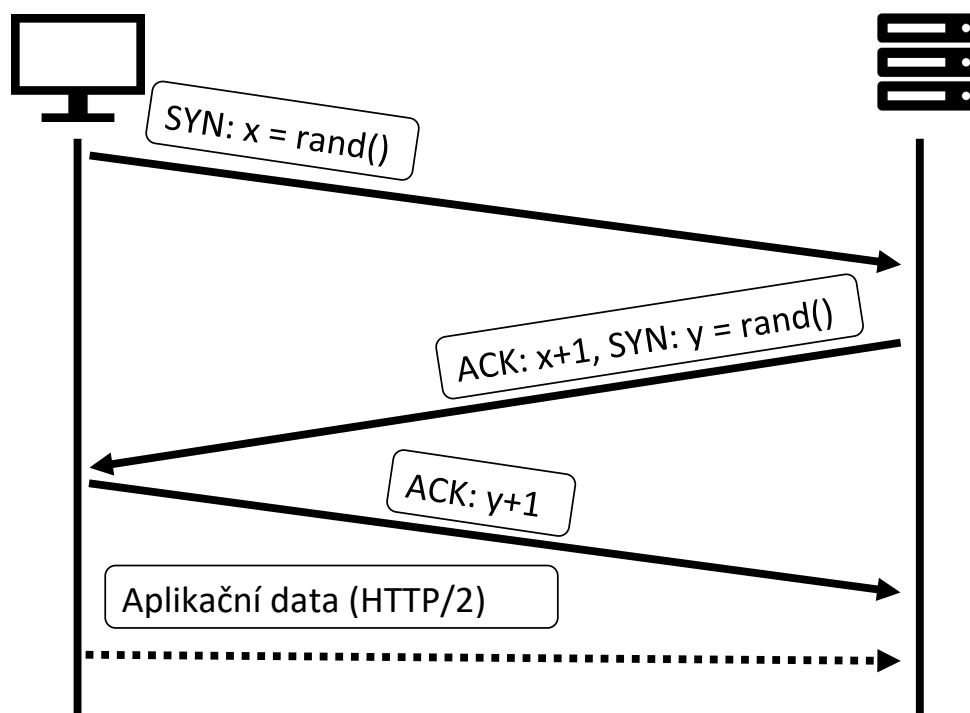 SYN: x = rand()
ACK: x+1, SYN: y = rand()
ACK: y+1
Aplikační data (HTTP/2)